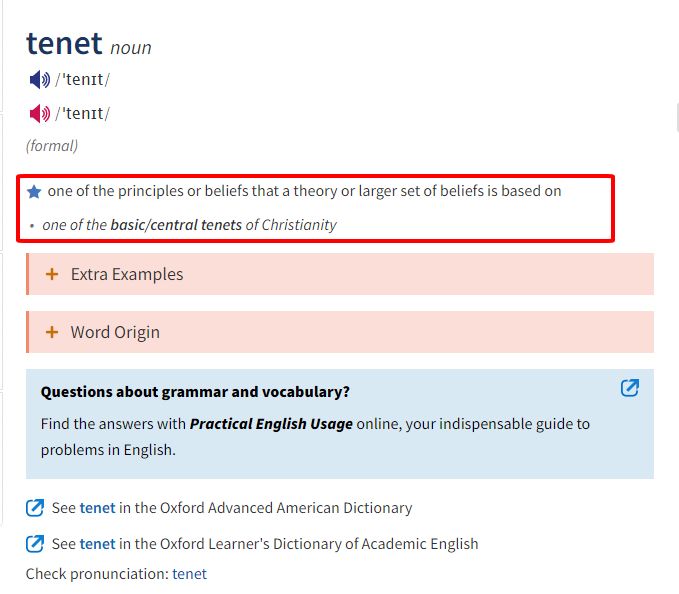 tenet noun
/ˈtenɪt/
/ˈtenɪt/
(formal)
one of the principles or beliefs that a theory or larger set of beliefs is based on
• one of the basic/central tenets of Christianity
+ Extra Examples
+ Word Origin
Questions about grammar and vocabulary?
Find the answers with Practical English Usage online, your indispensable guide to
problems in English.
See tenet in the Oxford Advanced American Dictionary
See tenet in the Oxford Learner's Dictionary of Academic English
Check pronunciation: tenet